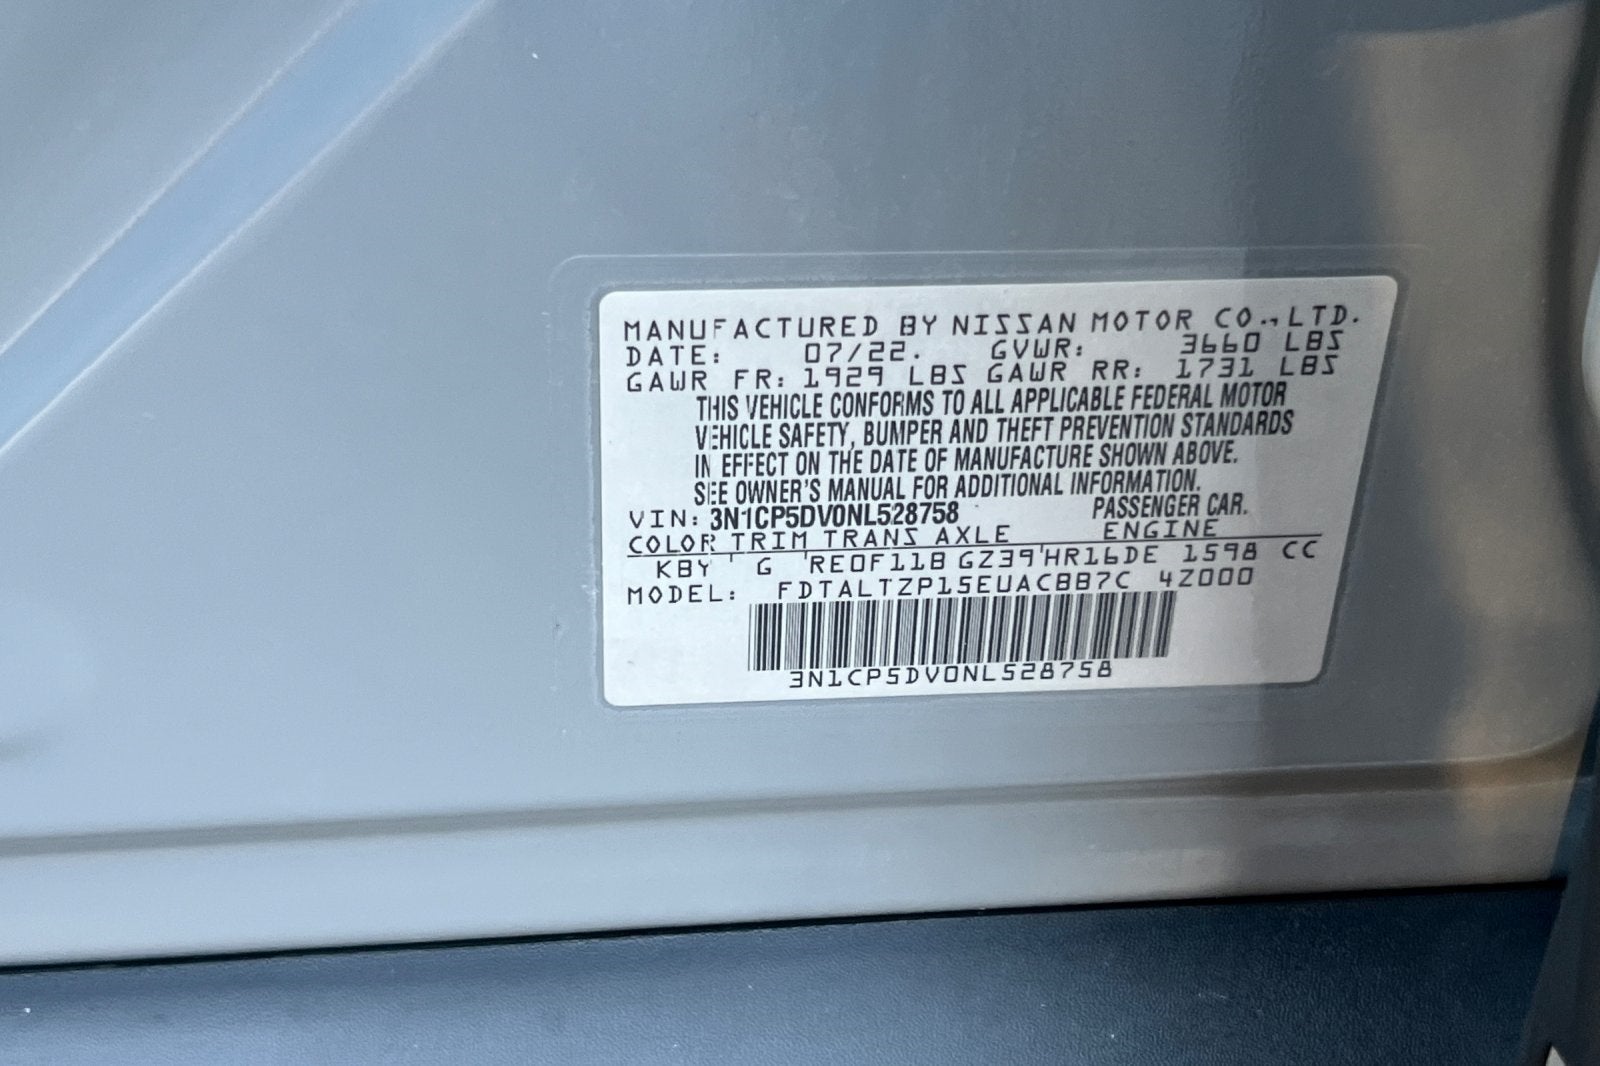 MANUFACTURED BY NISSAN MOTOR CO., LTD.
DATE: 07/22. GVWR: 3660 LBS
GAWR FR: 1929 LBS GAWR RR: 1731 LBS
THIS VEHICLE CONFORMS TO ALL APPLICABLE FEDERAL MOTOR
VEHICLE SAFETY, BUMPER AND THEFT PREVENTION STANDARDS
IN EFFECT ON THE DATE OF MANUFACTURE SHOWN ABOVE.
SEE OWNER'S MANUAL FOR ADDITIONAL INFORMATION.
VIN: 3N1CP5DV0NL528758 PASSENGER CAR.
COLOR TRIM TRANS AXLE ENGINE
KBY G RE0F11B GZ39 HR16DE 1598 CC
MODEL: FDTALTZP15EUACBB7C 4Z000
3N1CP5DV0NL528758